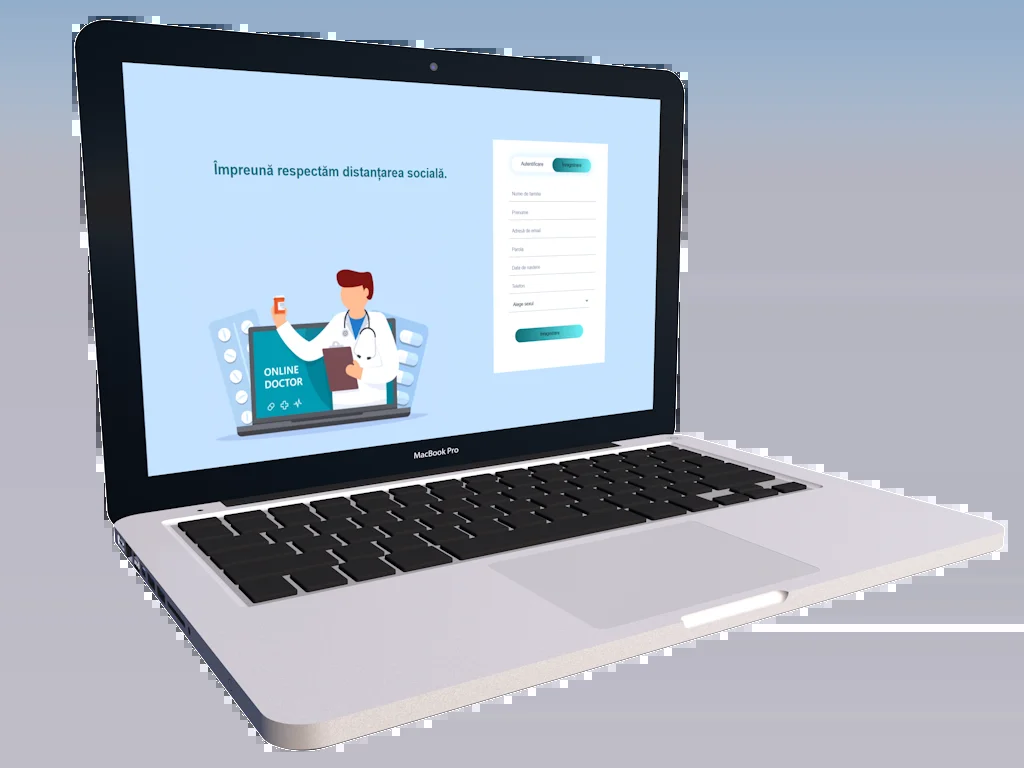 Împreună respectăm distanțarea socială.
Autentificare
Înregistrare
Nume de familie
Prenume
Adresă de email
Parola
Data de nastere
Telefon
Alege sexul
Înregistrare
ONLINE
DOCTOR
MacBook Pro